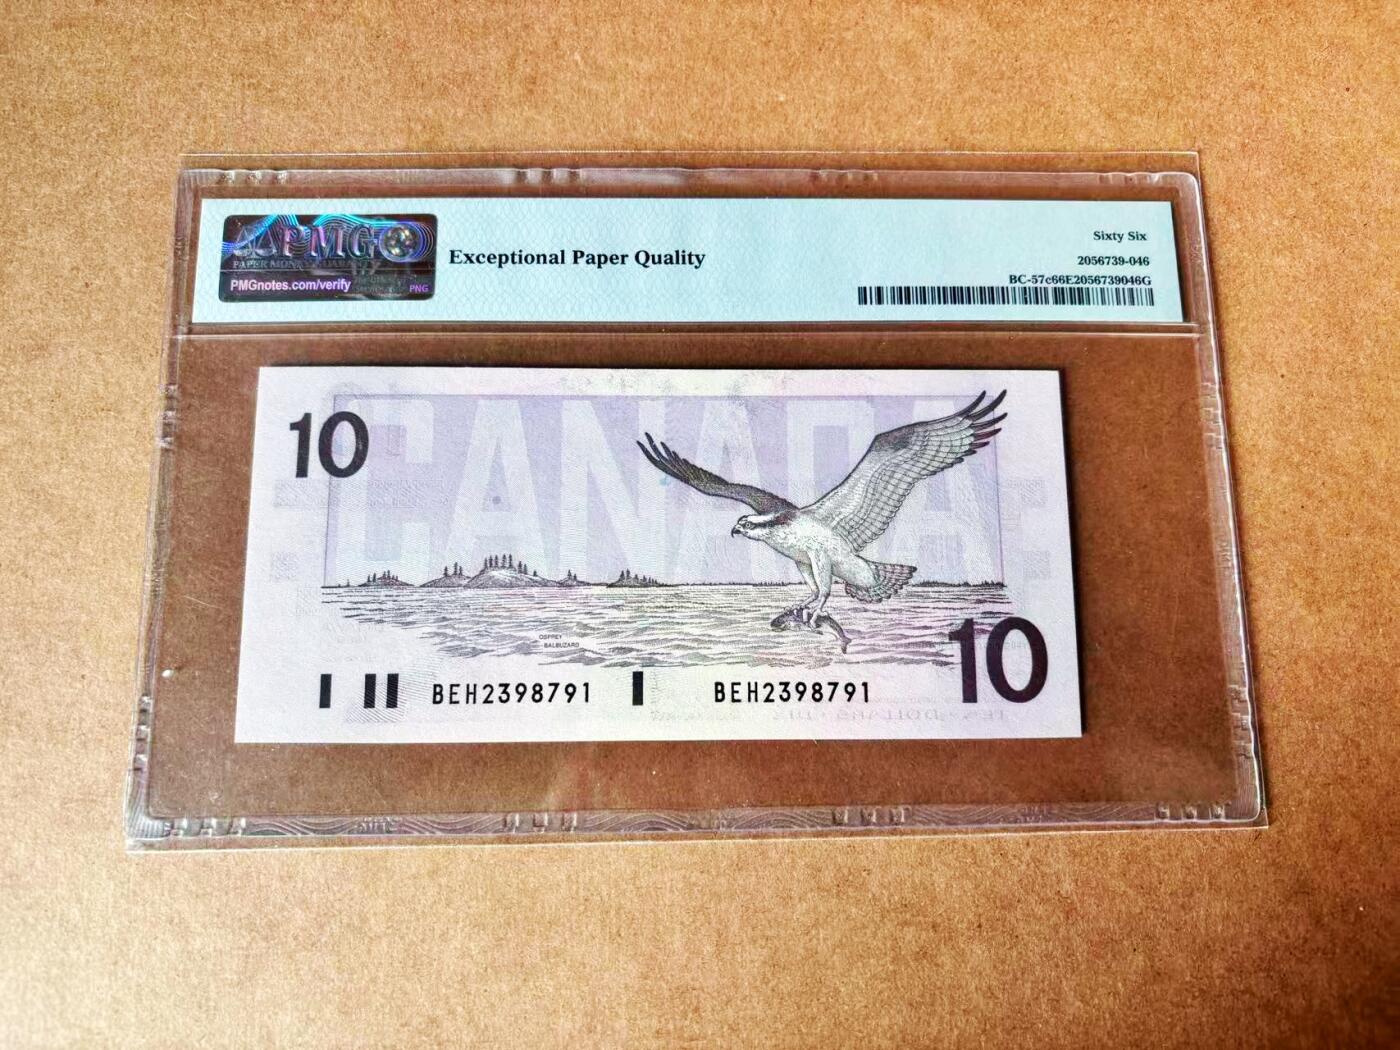 PMG
PAPER MONEY GUARANTY
PMGnotes.com/verify
PNG
Exceptional Paper Quality
Sixty Six
2056739-046
BC-57c66E2056739046G
10
CANADA
OSPREY
BALBUZARD
10
BEH2398791
BEH2398791